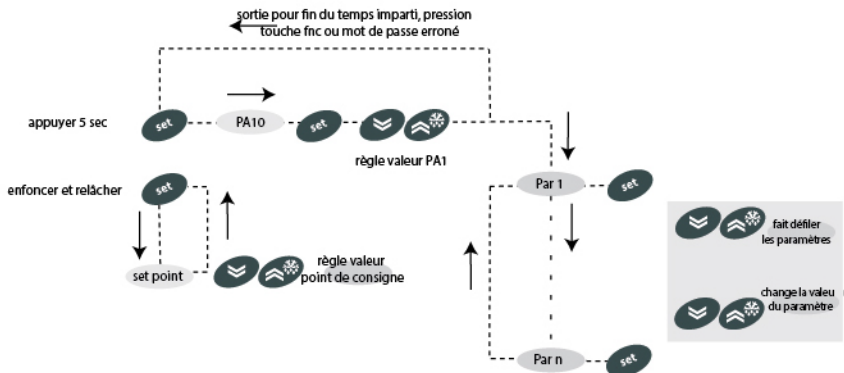 sortie pour fin du temps imparti, pression
touche fnc ou mot de passe erroné
appuyer 5 sec
set
PA10
set
règle valeur PA1
enfoncer et relâcher
set
Par 1
set
fait défiler
les paramètres
set point
règle valeur
point de consigne
change la valeu
du paramètre
Par n
set